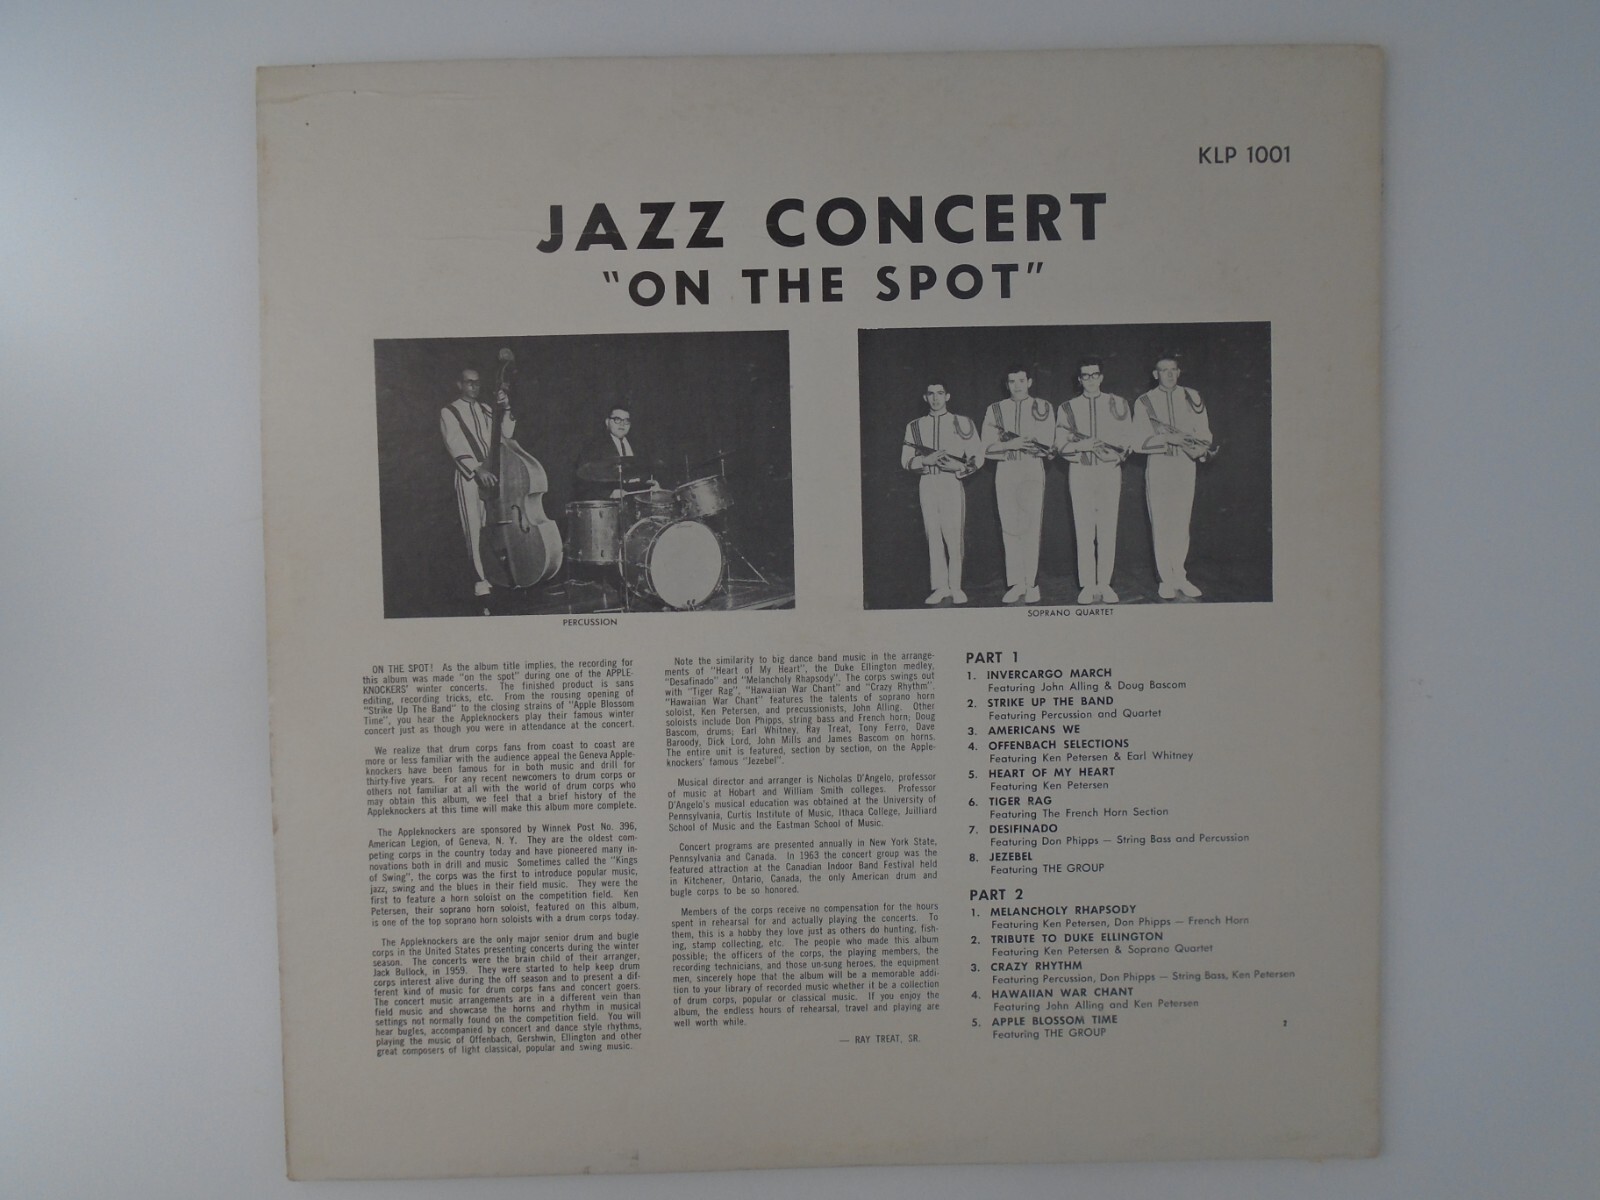 KLP 1001
JAZZ CONCERT
"ON THE SPOT"
PERCUSSION
SOPRANO QUARTET
ON THE SPOT! As the album title implies, the recording for
this album was made "on the spot" during one of the APPLE-
KNOCKERS' winter concerts. The finished product is sans
editing, recording tricks, etc. From the rousing opening of
"Strike Up The Band" to the closing strains of "Apple Blossom
Time", you hear the Appleknockers play their famous winter
concert just as though you were in attendance at the concert.
We realize that drum corps fans from coast to coast are
more or less familiar with the audience appeal the Geneva Apple-
knockers have been famous for in both music and drill for
thirty-five years. For any recent newcomers to drum corps or
others not familiar at all with the world of drum corps who
may obtain this album, we feel that a brief history of the
Appleknockers at this time will make this album more complete.
The Appleknockers are sponsored by Winnek Post No. 396,
American Legion, of Geneva, N. Y. They are the oldest com-
peting corps in the country today and have pioneered many in-
novations both in drill and music Sometimes called the "Kings
of Swing", the corps was the first to introduce popular music,
jazz, swing and the blues in their field music. They were the
first to feature a horn soloist on the competition field. Ken
Petersen, their soprano horn soloist, featured on this album,
is one of the top soprano horn soloists with a drum corps today.
The Appleknockers are the only major senior drum and bugle
corps in the United States presenting concerts during the winter
season. The concerts were the brain child of their arranger,
Jack Bullock, in 1959. They were started to help keep drum
corps interest alive during the off season and to present a dif-
ferent kind of music for drum corps fans and concert goers.
The concert music arrangements are in a different vein than
field music and showcase the horns and rhythm in musical
settings not normally found on the competition field. You will
hear bugles, accompanied by concert and dance style rhythms,
playing the music of Offenbach, Gershwin, Ellington and other
great composers of light classical, popular and swing music.
Note the similarity to big dance band music in the arrange-
ments of "Heart of My Heart", the Duke Ellington medley,
"Desafinado" and "Melancholy Rhapsody". The corps swings out
with "Tiger Rag", "Hawaiian War Chant" and "Crazy Rhythm".
"Hawaiian War Chant" features the talents of soprano horn
soloist, Ken Petersen, and precussionists, John Alling. Other
soloists include Don Phipps, string bass and French horn; Doug
Bascom, drums; Earl Whitney, Ray Treat, Tony Ferro, Dave
Baroody, Dick Lord, John Mills and James Bascom on horns.
The entire unit is featured, section by section, on the Apple-
knockers' famous "Jezebel".
Musical director and arranger is Nicholas D'Angelo, professor
of music at Hobart and William Smith colleges. Professor
D'Angelo's musical education was obtained at the University of
Pennsylvania, Curtis Institute of Music, Ithaca College, Juilliard
School of Music and the Eastman School of Music.
Concert programs are presented annually in New York State,
Pennsylvania and Canada. In 1963 the concert group was the
featured attraction at the Canadian Indoor Band Festival held
in Kitchener, Ontario, Canada, the only American drum and
bugle corps to be so honored.
Members of the corps receive no compensation for the hours
spent in rehearsal for and actually playing the concerts. To
them, this is a hobby they love just as others do hunting, fish-
ing, stamp collecting, etc. The people who made this album
possible; the officers of the corps, the playing members, the
recording technicians, and those un-sung heroes, the equipment
men, sincerely hope that the album will be a memorable addi-
tion to your library of recorded music whether it be a collection
of drum corps, popular or classical music. If you enjoy the
album, the endless hours of rehearsal, travel and playing are
well worth while.
— RAY TREAT, SR.
PART 1
1. INVERCARGO MARCH
Featuring John Alling & Doug Bascom
2. STRIKE UP THE BAND
Featuring Percussion and Quartet
3. AMERICANS WE
4. OFFENBACH SELECTIONS
Featuring Ken Petersen & Earl Whitney
5. HEART OF MY HEART
Featuring Ken Petersen
6. TIGER RAG
Featuring The French Horn Section
7. DESIFINADO
Featuring Don Phipps — String Bass and Percussion
8. JEZEBEL
Featuring THE GROUP
PART 2
1. MELANCHOLY RHAPSODY
Featuring Ken Petersen, Don Phipps — French Horn
2. TRIBUTE TO DUKE ELLINGTON
Featuring Ken Petersen & Soprano Quartet
3. CRAZY RHYTHM
Featuring Percussion, Don Phipps — String Bass, Ken Petersen
4. HAWAIIAN WAR CHANT
Featuring John Alling and Ken Petersen
5. APPLE BLOSSOM TIME
Featuring THE GROUP